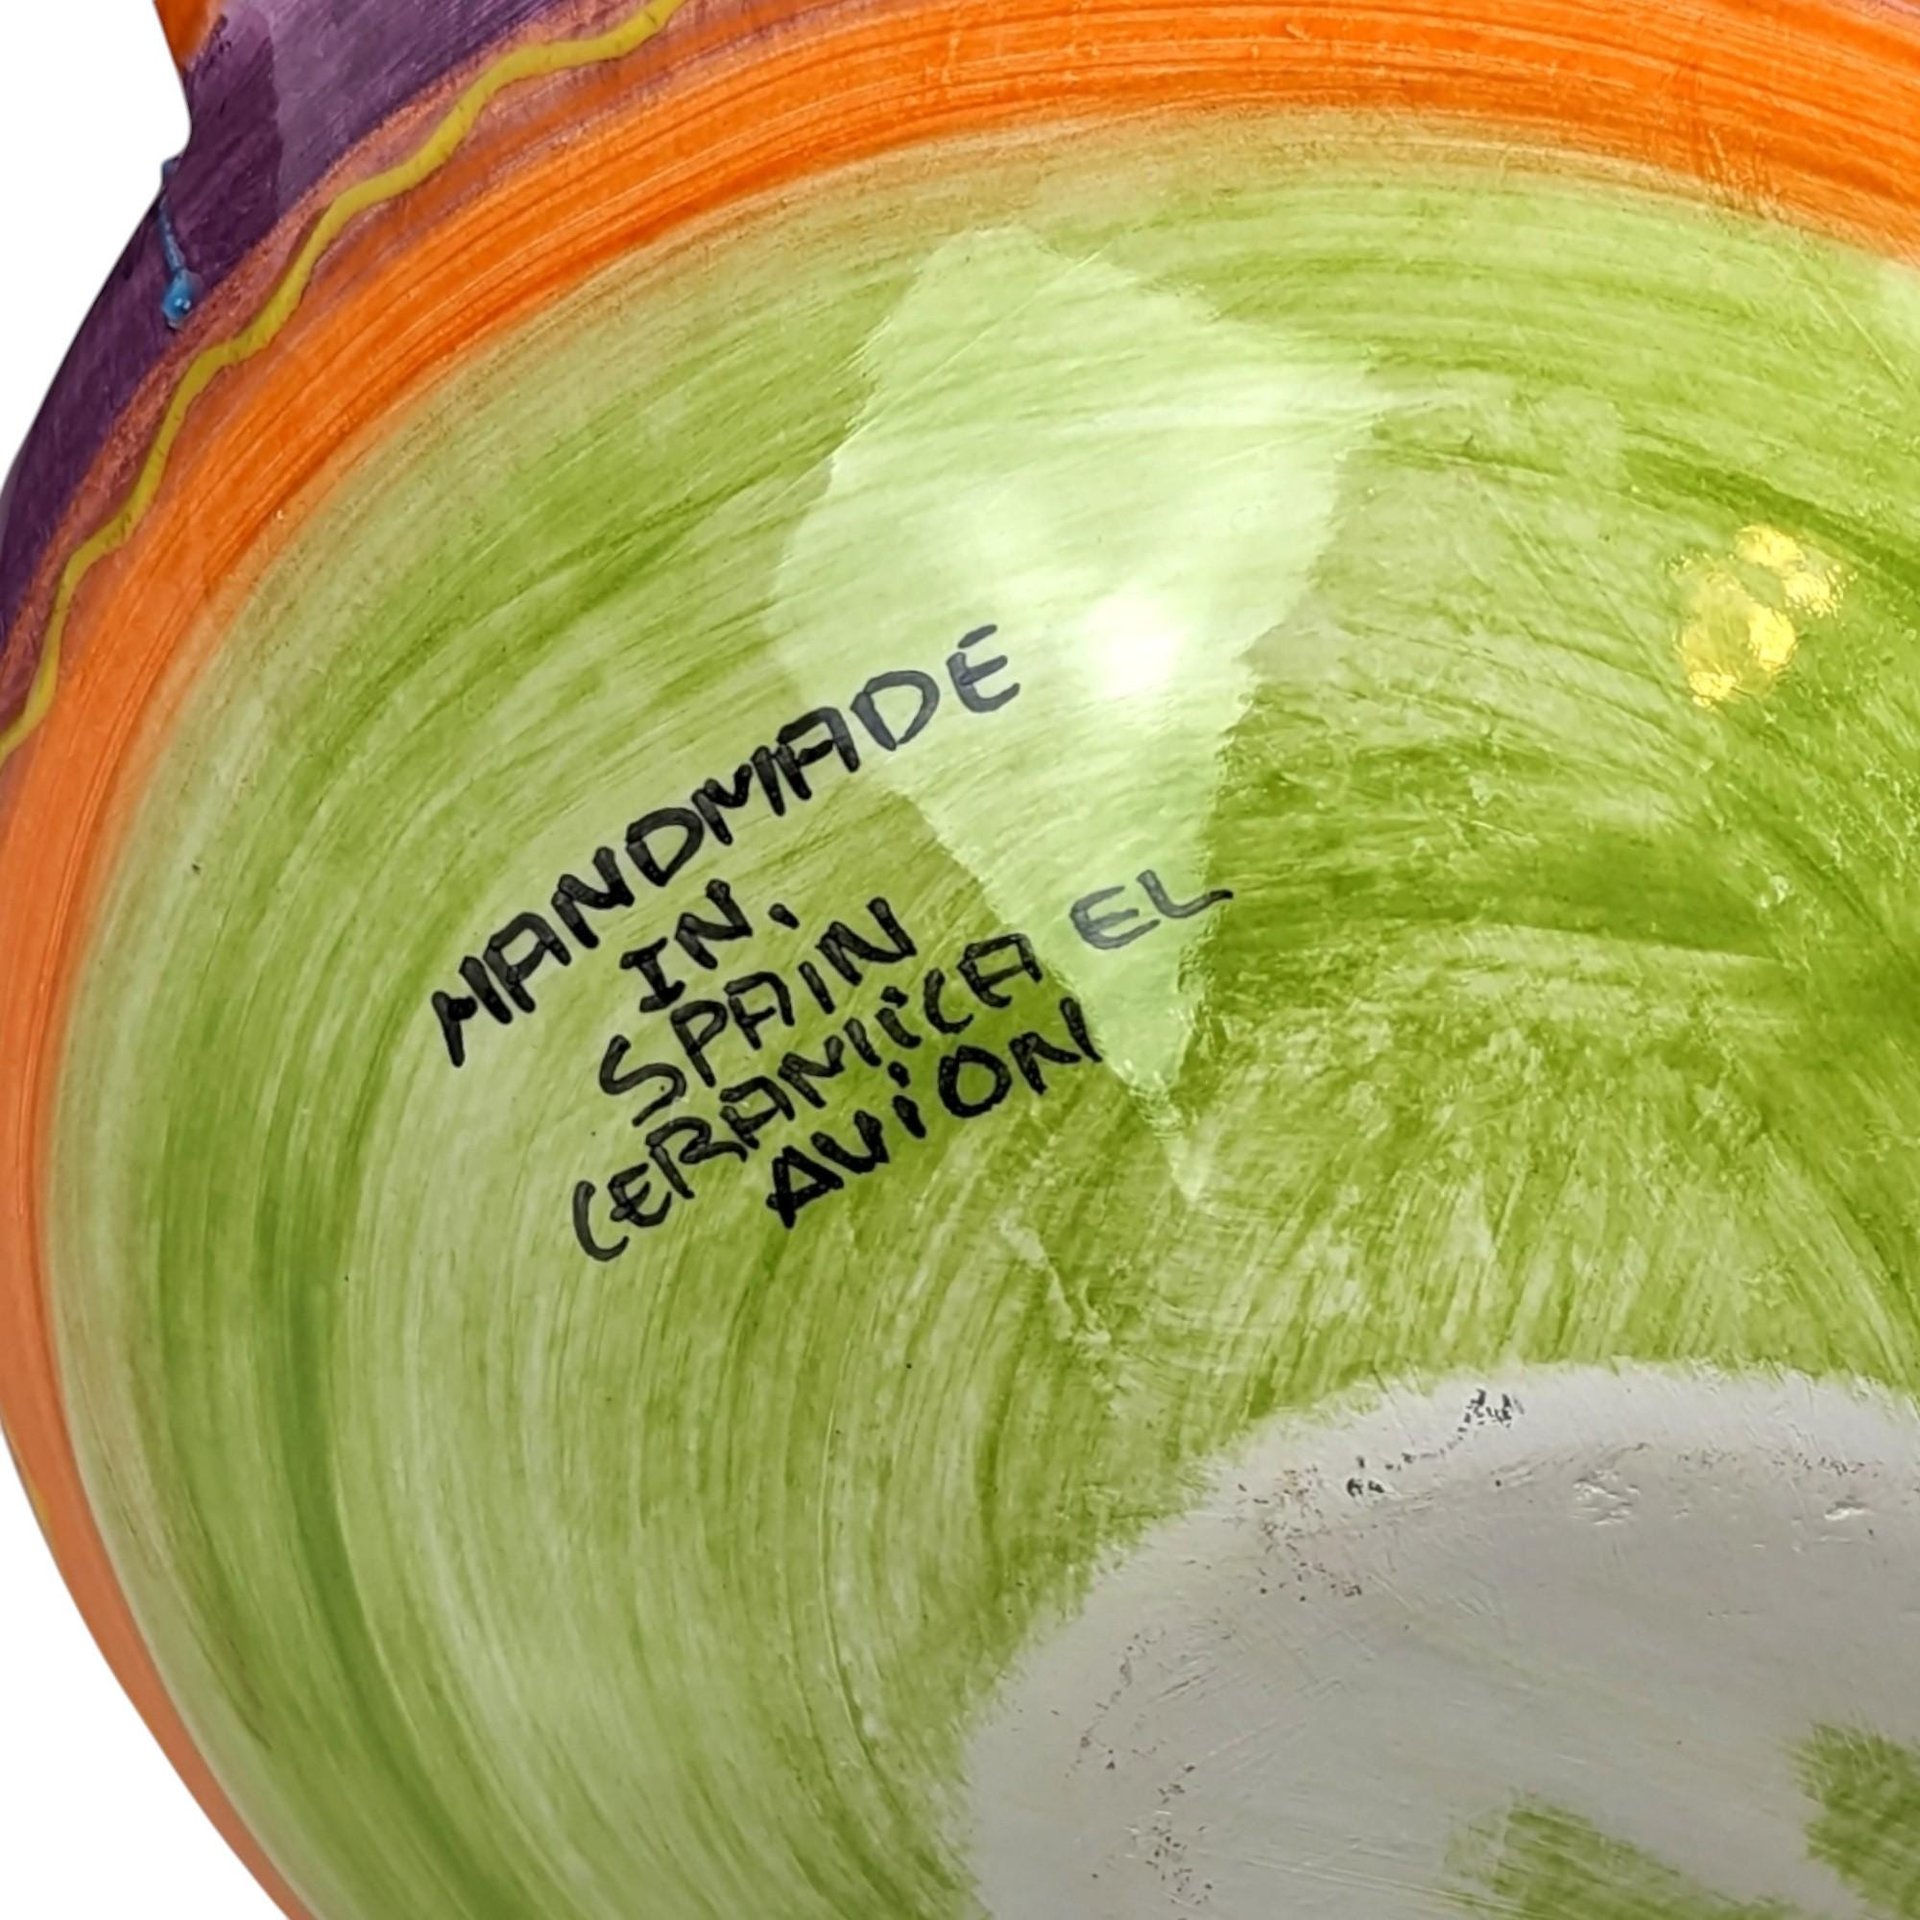 HANDMADE
IN.
SPAIN
CERAMICA EL
AVION